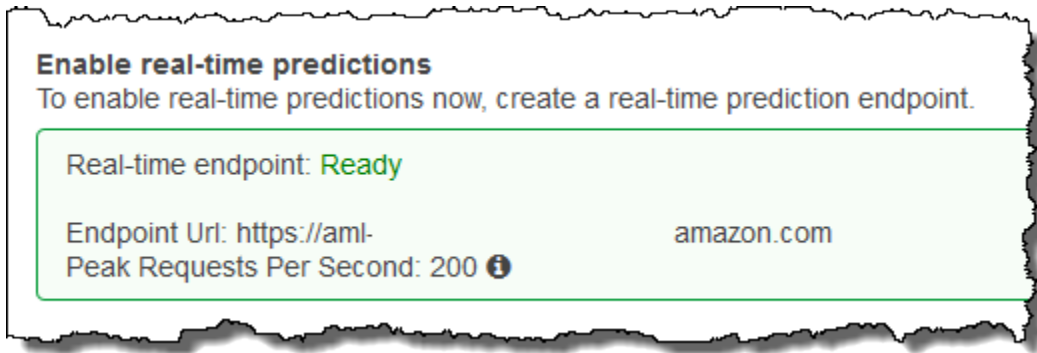 Enable real-time predictions
To enable real-time predictions now, create a real-time prediction endpoint.
Real-time endpoint: Ready
Endpoint Url: https://aml- amazon.com
Peak Requests Per Second: 200